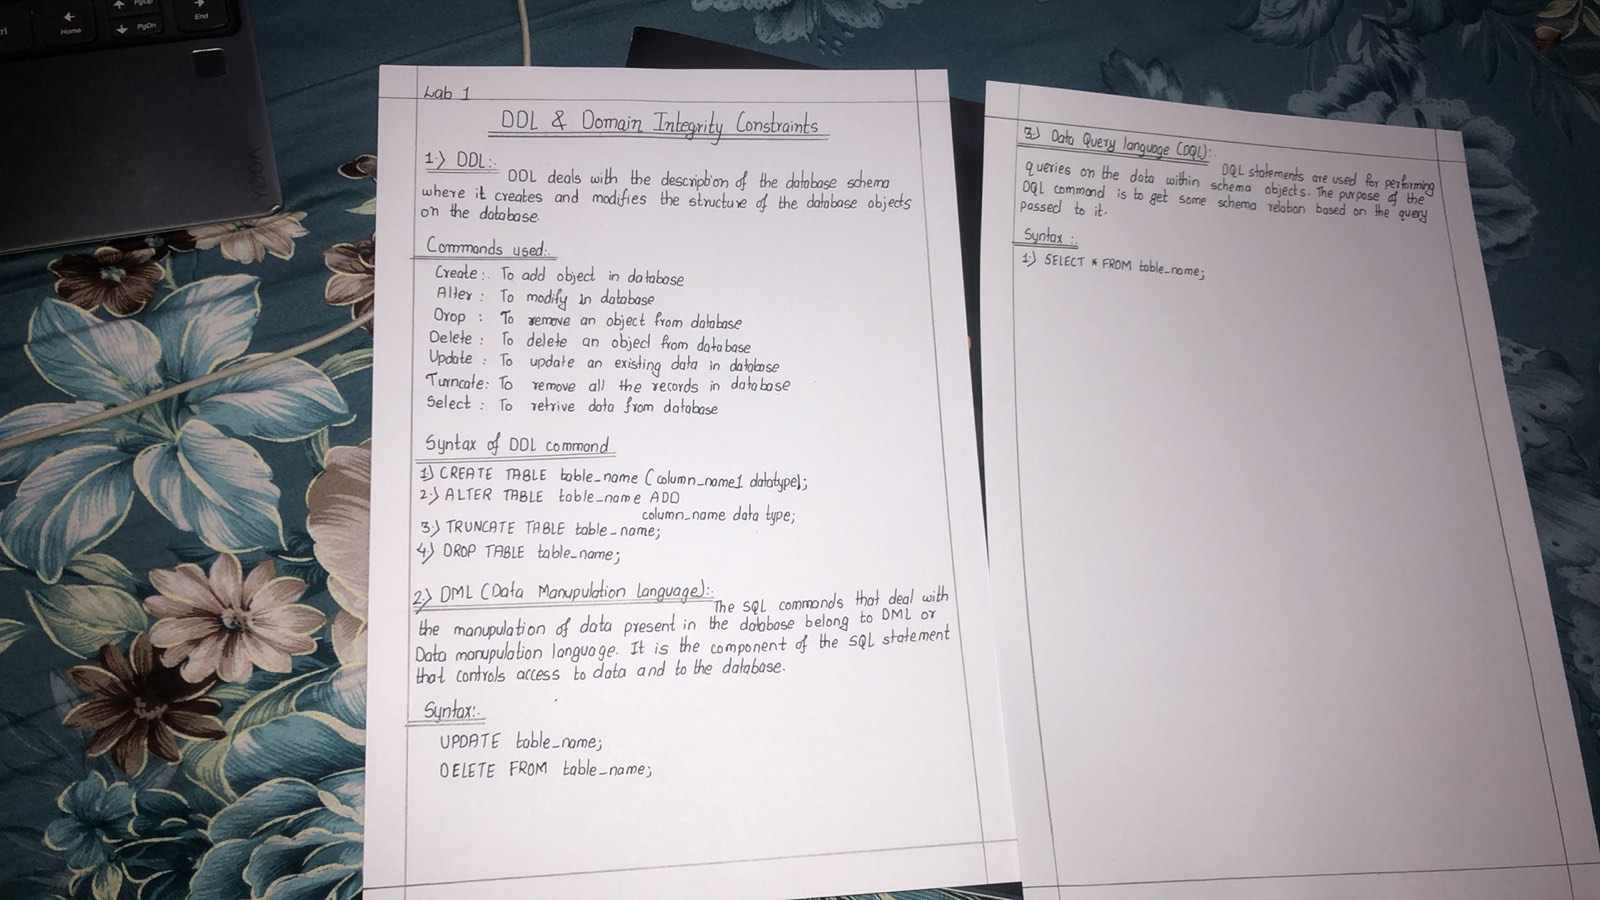 PgUp
PgDn
Home
End
Lab 1
DDL & Domain Integrity Constraints
1.) DDL:.
DDL deals with the description of the database schema
where it creates and modifies the structure of the database objects
on the database.
Commands used:.
Create:. To add object in database
Alter : To modify in database
Drop : To remove an object from database
Delete : To delete an object from database
Update : To update an existing data in database
Turncate: To remove all the records in database
Select : To retrive data from database
Syntax of DDL command
1) CREATE TABLE table_name (column_name1 datatype);
2.) ALTER TABLE table_name ADD
column_name data type;
3.) TRUNCATE TABLE table_name;
4.) DROP TABLE table_name;
2.) DML (Data Manupulation language):.
The SQL commands that deal with
the manupulation of data present in the database belong to DML or
Data manupulation language. It is the component of the SQL statement
that controls access to data and to the database.
Syntax:.
UPDATE table_name;
DELETE FROM table_name;
3.) Data Query language (DQL):.
DQL statements are used for performing
queries on the data within schema objects. The purpose of the
DQL command is to get some schema relation based on the query
passed to it.
Syntax :.
1.) SELECT * FROM table_name;